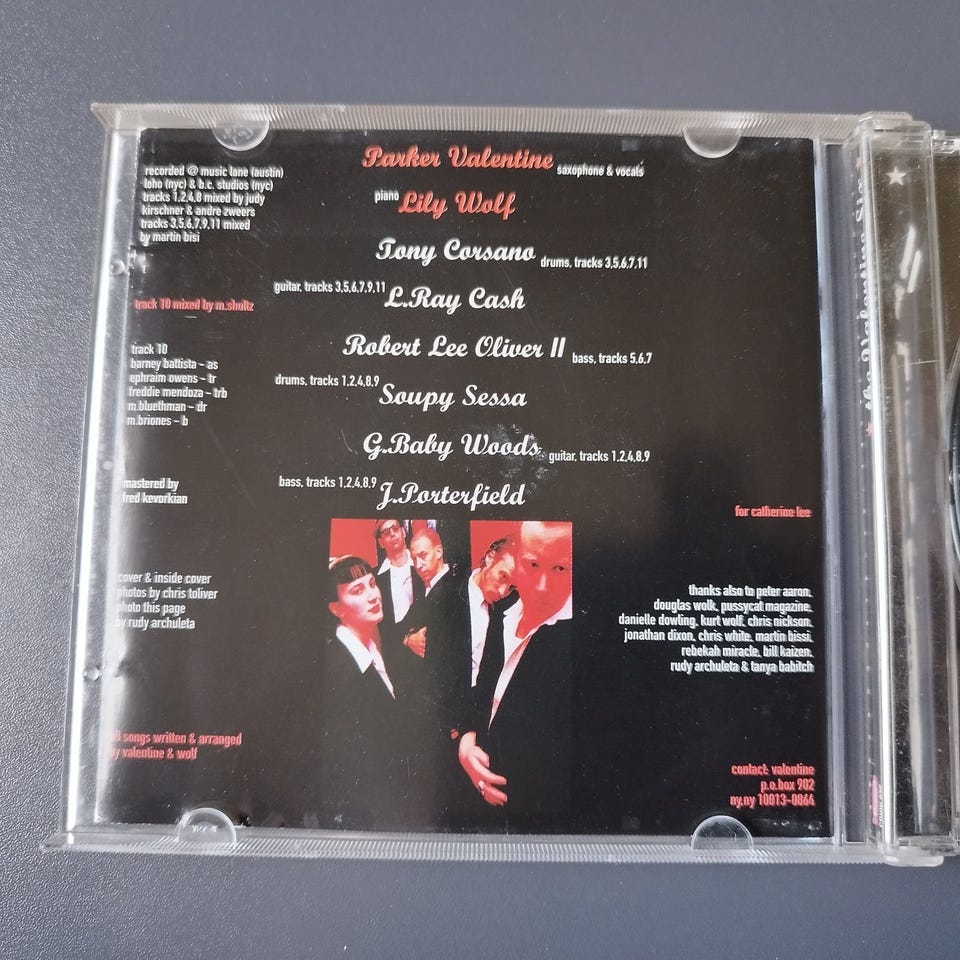 Parker Valentine saxophone & vocals
piano Lily Wolf
Tony Corsano drums, tracks 3,5,6,7,11
guitar, tracks 3,5,6,7,9,11 L.Ray Cash
Robert Lee Oliver II bass, tracks 5,6,7
drums, tracks 1,2,4,8,9 Soupy Sessa
G.Baby Woods guitar, tracks 1,2,4,8,9
bass, tracks 1,2,4,8,9 J.Porterfield
recorded @ music lane (austin)
loho (nyc) & b.c. studios (nyc)
tracks 1,2,4,8 mixed by judy
kirschner & andre zweers
tracks 3,5,6,7,9,11 mixed
by martin bisi
track 10 mixed by m.shultz
track 10
barney battista - as
ephraim owens - tr
freddie mendoza - trb
m.bluethman - dr
m.briones - b
mastered by
fred kevorkian
cover & inside cover
photos by chris toliver
photo this page
by rudy archuleta
all songs written & arranged
by valentine & wolf
for catherine lee
thanks also to peter aaron,
douglas wolk, pussycat magazine,
danielle dowling, kurt wolf, chris nickson,
jonathan dixon, chris white, martin bissi,
rebekah miracle, bill kaizen,
rudy archuleta & tanya babitch
contact: valentine
p.o.box 902
ny,ny 10013-0864
the Valentine Six